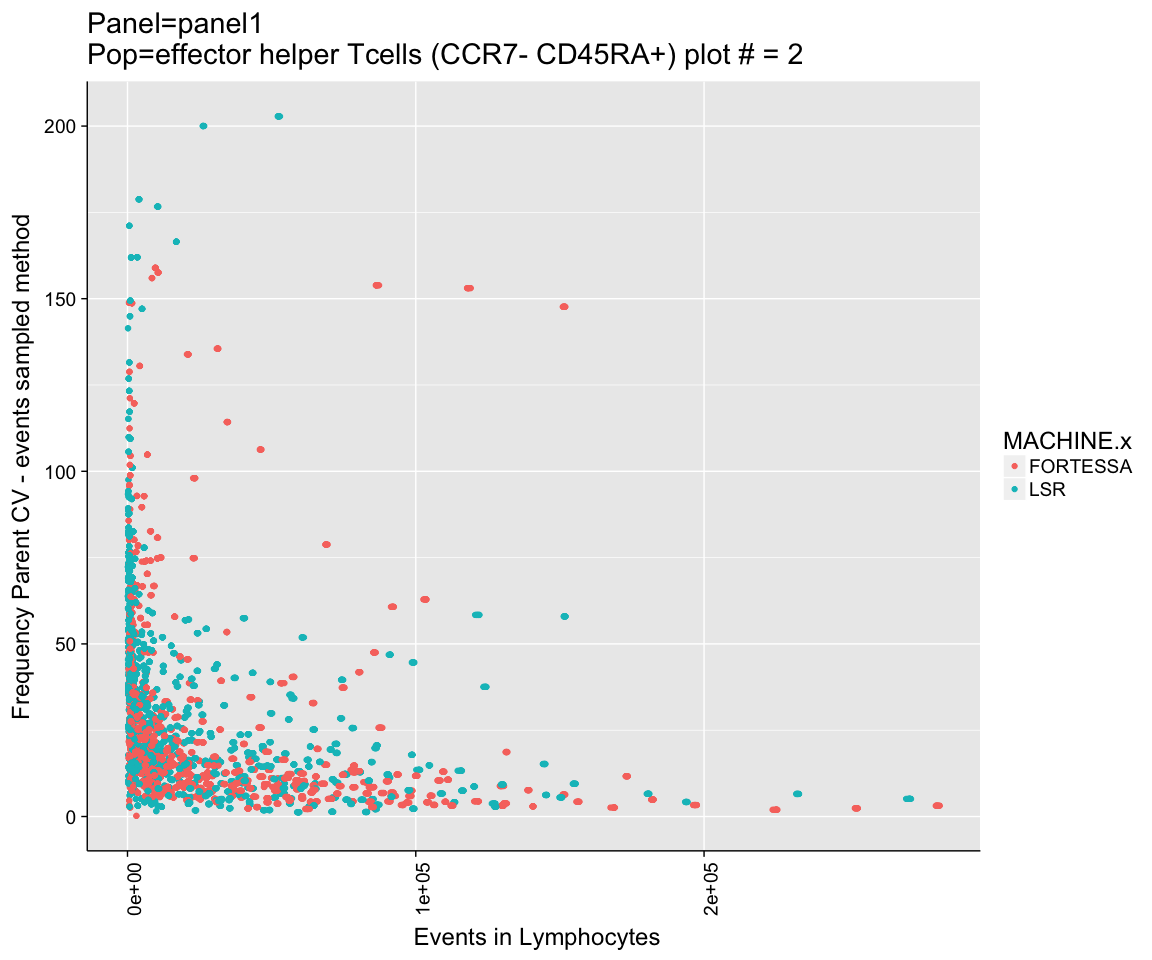 Panel=panel1
Pop=effector helper Tcells (CCR7- CD45RA+) plot # = 2
Frequency Parent CV - events sampled method
200
150
100
50
0
0e+00
1e+05
2e+05
Events in Lymphocytes
MACHINE.x
FORTESSA
LSR